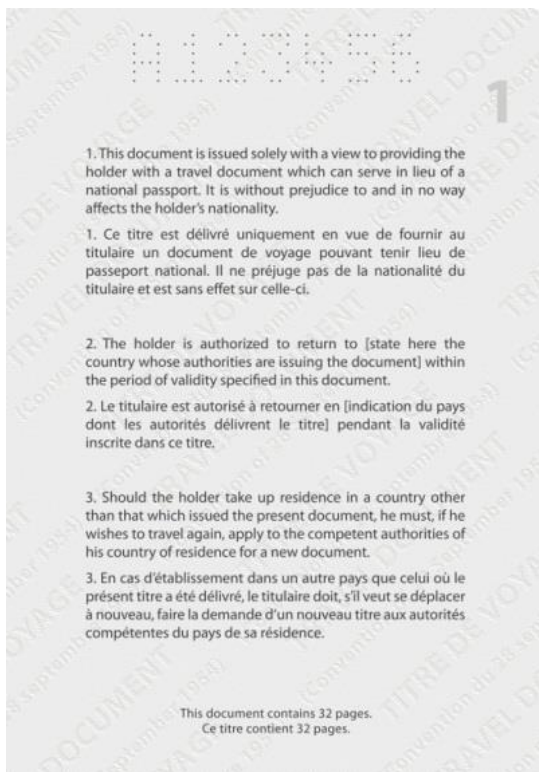 A123456
1
1. This document is issued solely with a view to providing the
holder with a travel document which can serve in lieu of a
national passport. It is without prejudice to and in no way
affects the holder's nationality.
1. Ce titre est délivré uniquement en vue de fournir au
titulaire un document de voyage pouvant tenir lieu de
passeport national. Il ne préjuge pas de la nationalité du
titulaire et est sans effet sur celle-ci.
2. The holder is authorized to return to [state here the
country whose authorities are issuing the document] within
the period of validity specified in this document.
2. Le titulaire est autorisé à retourner en [indication du pays
dont les autorités délivrent le titre] pendant la validité
inscrite dans ce titre.
3. Should the holder take up residence in a country other
than that which issued the present document, he must, if he
wishes to travel again, apply to the competent authorities of
his country of residence for a new document.
3. En cas d'établissement dans un autre pays que celui où le
présent titre a été délivré, le titulaire doit, s'il veut se déplacer
à nouveau, faire la demande d'un nouveau titre aux autorités
compétentes du pays de sa résidence.
This document contains 32 pages.
Ce titre contient 32 pages.